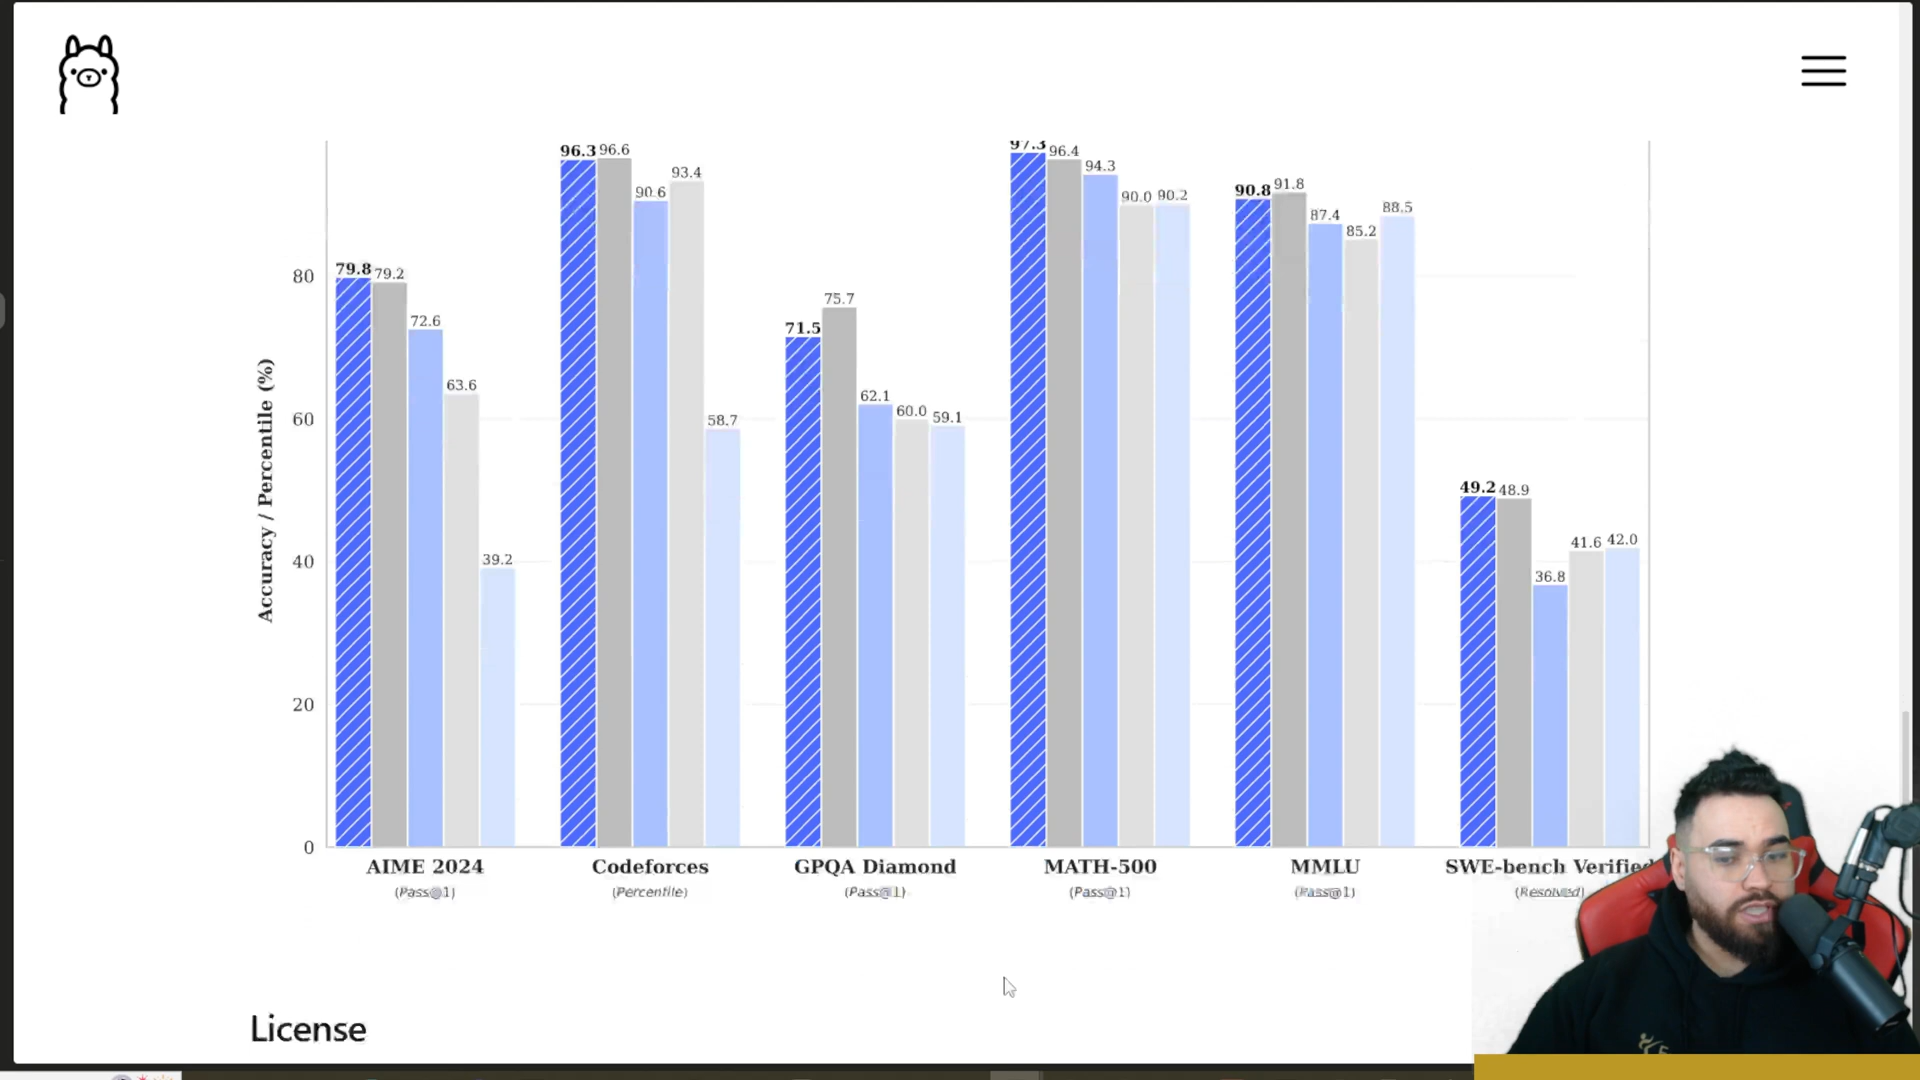 97.3 96.4
96.3 96.6
94.3
93.4
90.6
90.0 90.2
90.8 91.8
88.5
87.4
85.2
79.8 79.2
80
75.7
72.6
71.5
63.6
62.1
60.0 59.1
60
58.7
49.2 48.9
41.6 42.0
40
39.2
36.8
20
0
Accuracy / Percentile (%)
AIME 2024
(Pass@1)
Codeforces
(Percentile)
GPQA Diamond
(Pass@1)
MATH-500
(Pass@1)
MMLU
(Pass@1)
SWE-bench Verified
(Resolved)
License